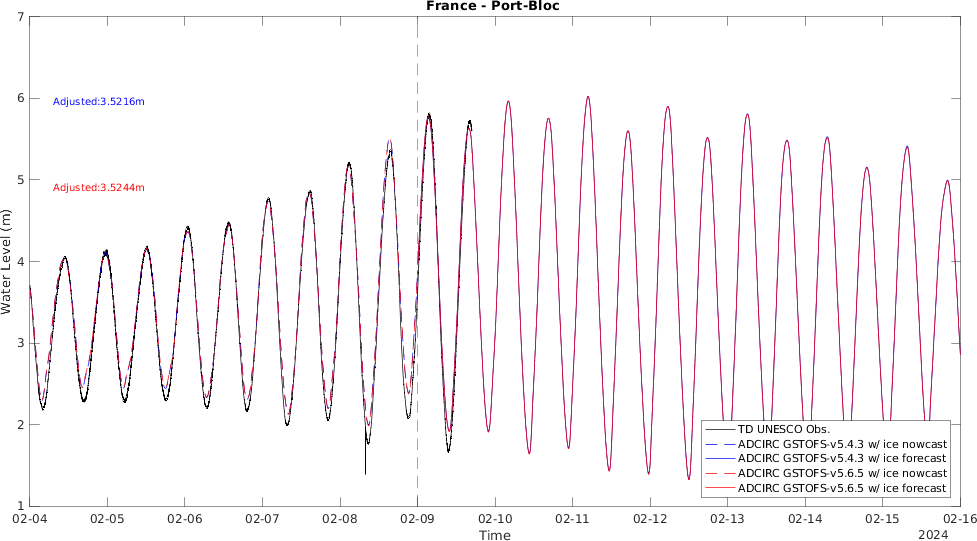 France - Port-Bloc
7
6
5
4
3
2
1
Water Level (m)
Adjusted:3.5216m
Adjusted:3.5244m
TD UNESCO Obs.
ADCIRC GSTOFS-v5.4.3 w/ ice nowcast
ADCIRC GSTOFS-v5.4.3 w/ ice forecast
ADCIRC GSTOFS-v5.6.5 w/ ice nowcast
ADCIRC GSTOFS-v5.6.5 w/ ice forecast
02-04 02-05 02-06 02-07 02-08 02-09 02-10 02-11 02-12 02-13 02-14 02-15 02-16
Time
2024